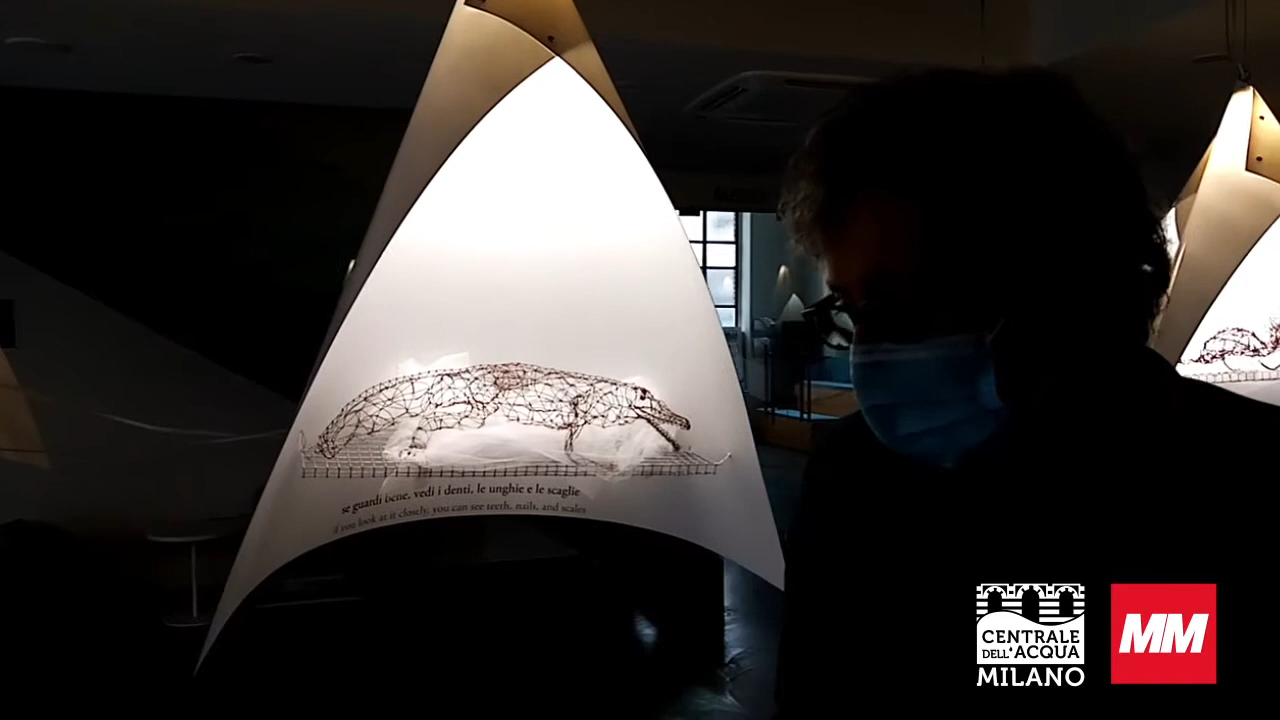 se guardi bene, vedi i denti, le unghie e le scaglie
if you look at it closely, you can see teeth, nails, and scales
CENTRALE
DELL'ACQUA
MILANO
MM